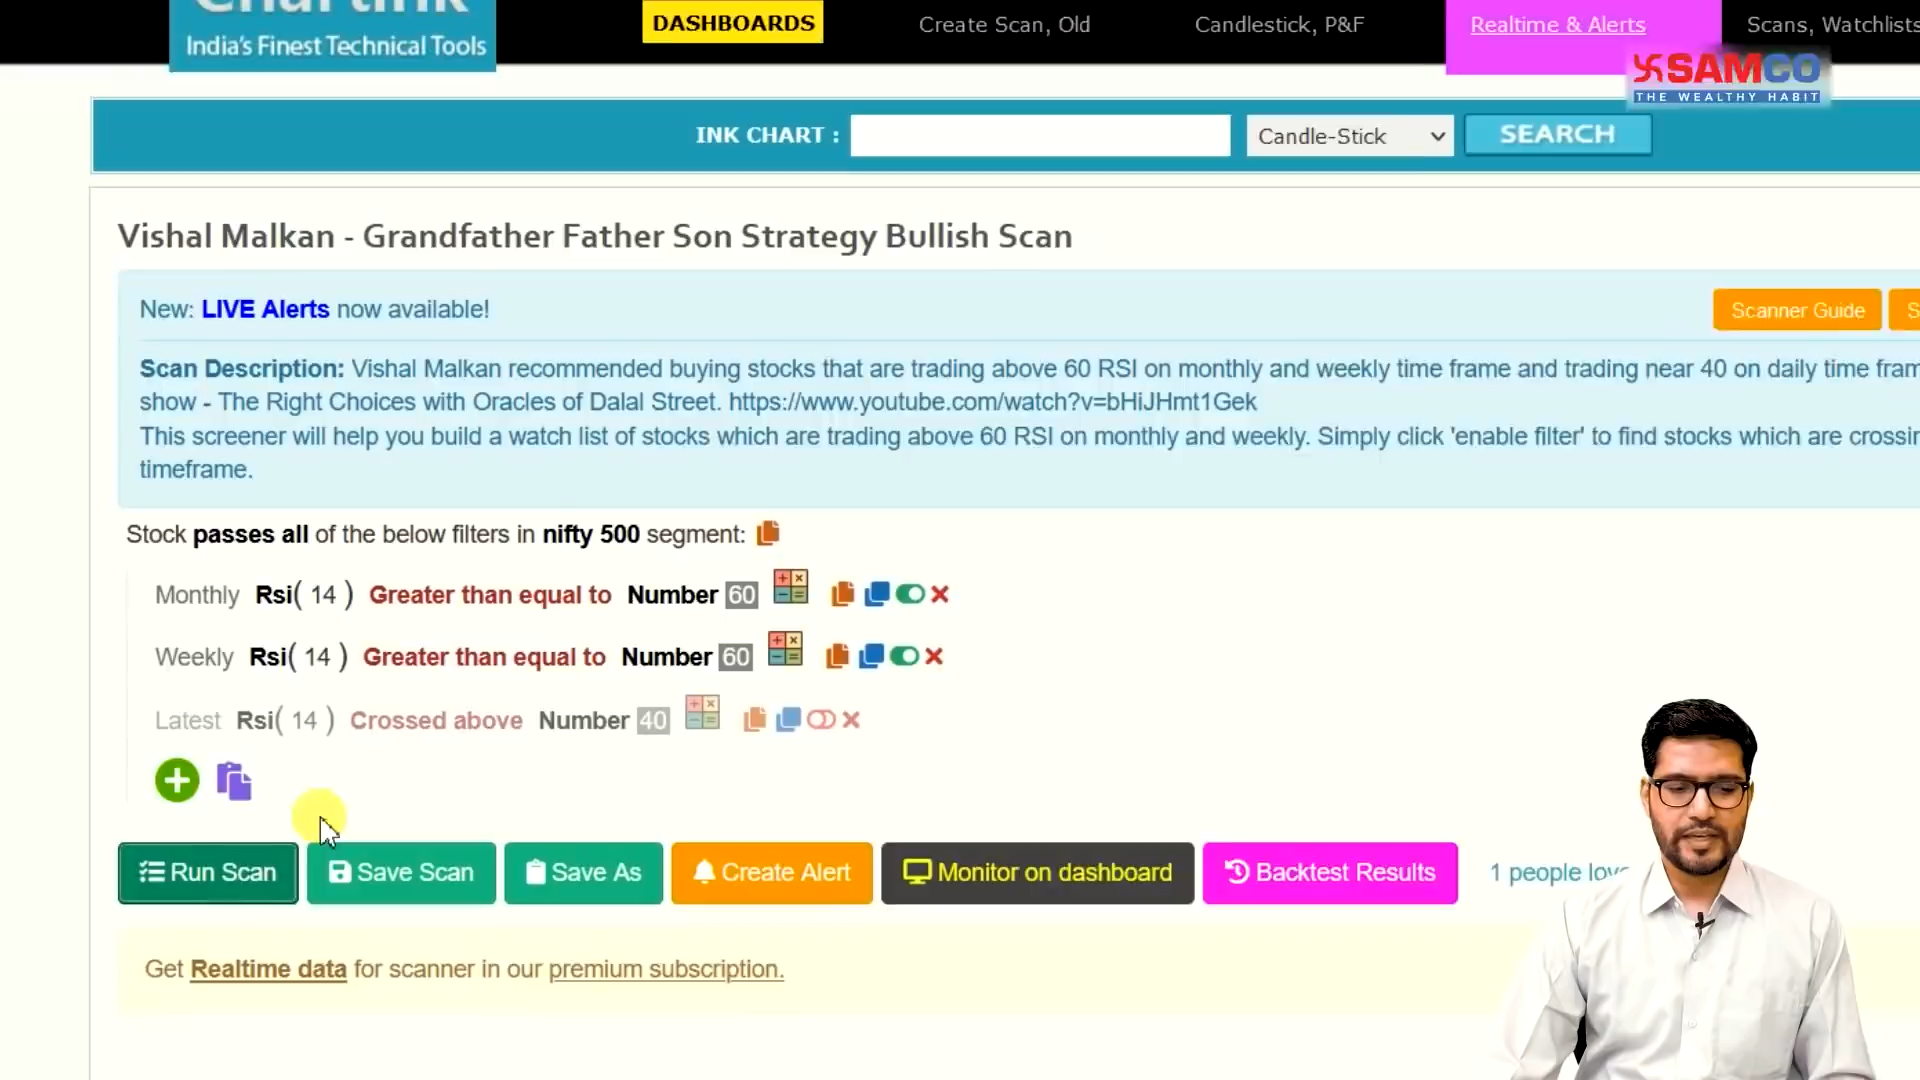 India's Finest Technical Tools
DASHBOARDS
Create Scan, Old
Candlestick, P&F
Realtime & Alerts
Scans, Watchlists
SAMCO
THE WEALTHY HABIT
INK CHART :
Candle-Stick
SEARCH
Vishal Malkan - Grandfather Father Son Strategy Bullish Scan
New: LIVE Alerts now available!
Scanner Guide
Scan Description: Vishal Malkan recommended buying stocks that are trading above 60 RSI on monthly and weekly time frame and trading near 40 on daily time
show - The Right Choices with Oracles of Dalal Street. https://www.youtube.com/watch?v=bHiJHmt1Gek
This screener will help you build a watch list of stocks which are trading above 60 RSI on monthly and weekly. Simply click 'enable filter' to find stocks which are
timeframe.
Stock passes all of the below filters in nifty 500 segment:
Monthly Rsi( 14 ) Greater than equal to Number 60
Weekly Rsi( 14 ) Greater than equal to Number 60
Latest Rsi( 14 ) Crossed above Number 40
Run Scan
Save Scan
Save As
Create Alert
Monitor on dashboard
Backtest Results
1 people
Get Realtime data for scanner in our premium subscription.